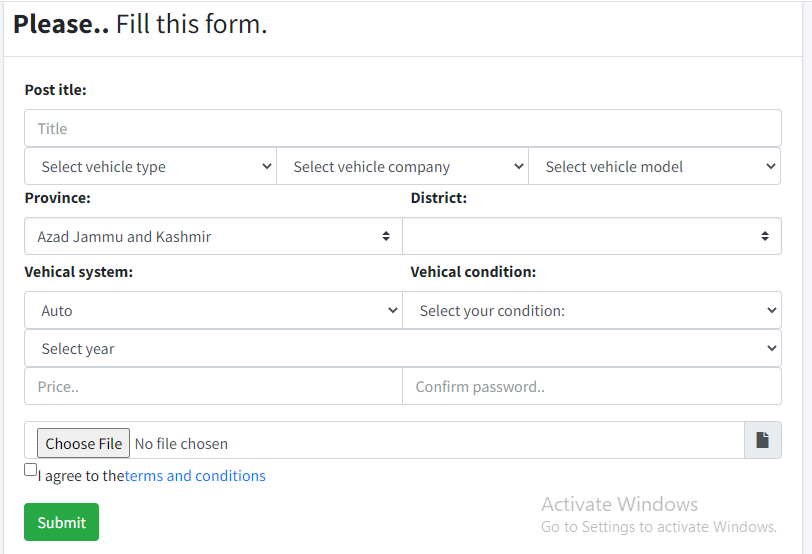 Please.. Fill this form.
Post itle:
Title
Select vehicle type Select vehicle company Select vehicle model
Province: District:
Azad Jammu and Kashmir
Vehical system: Vehical condition:
Auto Select your condition:
Select year
Price.. Confirm password..
Choose File No file chosen
I agree to theterms and conditions
Submit
Activate Windows
Go to Settings to activate Windows.